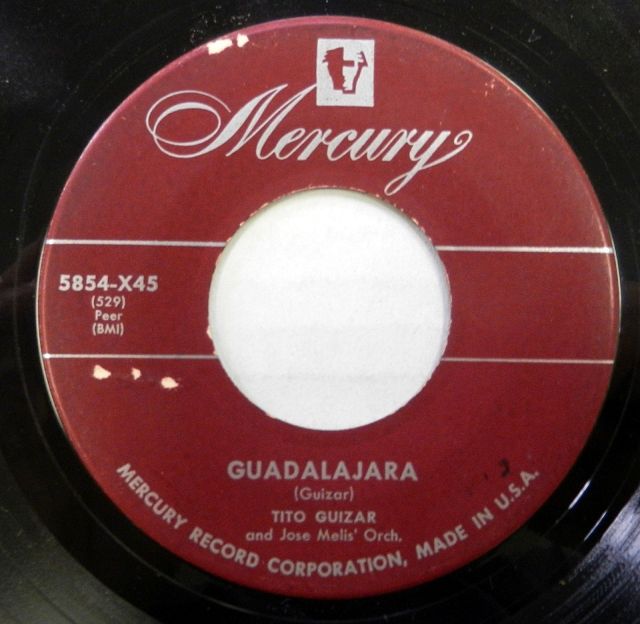 Mercury
5854-X45
(529)
Peer
(BMI)
GUADALAJARA
(Guizar)
TITO GUIZAR
and Jose Melis' Orch.
MERCURY RECORD CORPORATION, MADE IN U.S.A.